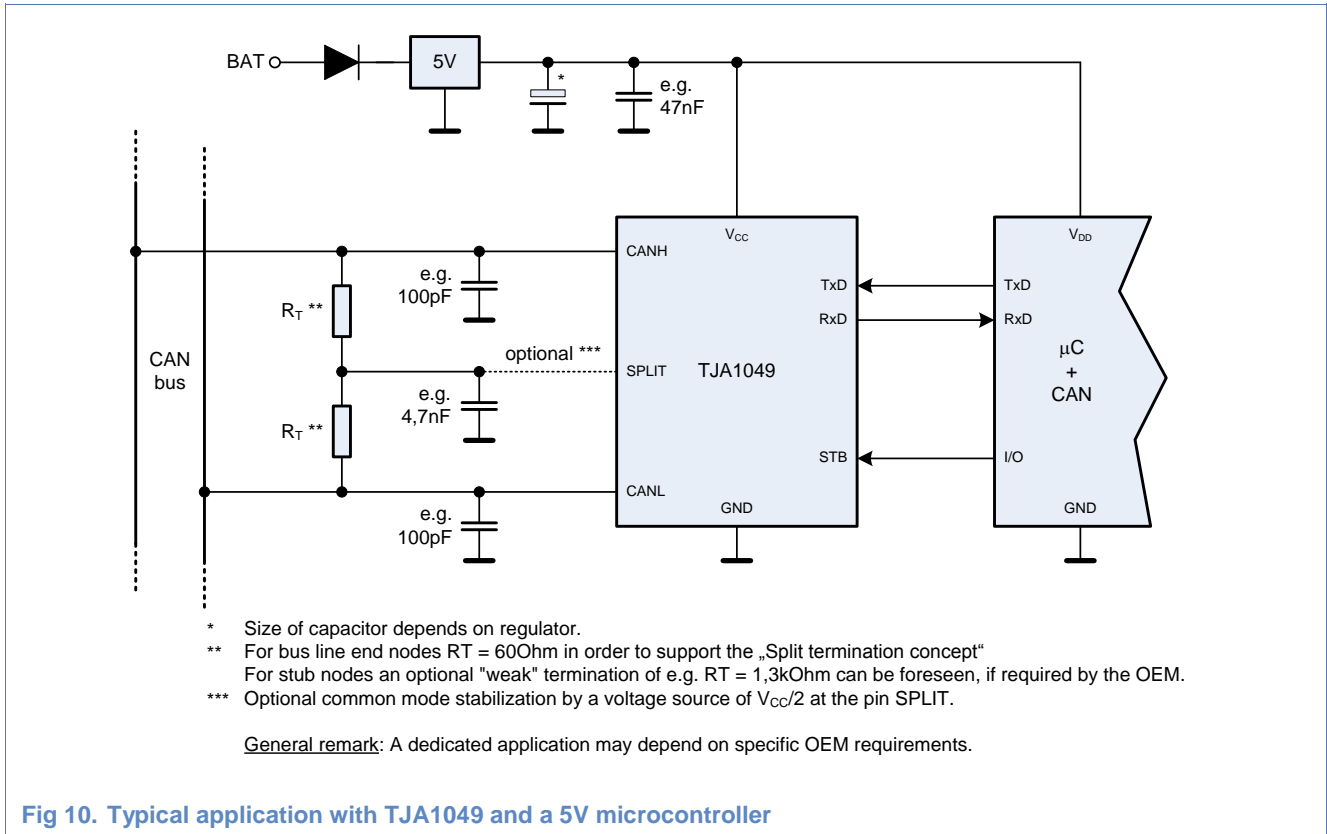 BAT
5V
*
e.g.
47nF
VCC
VDD
CANH
e.g.
100pF
TxD
TxD
RT **
RxD
RxD
CAN
bus
optional ***
SPLIT
TJA1049
µC
+
CAN
e.g.
4,7nF
RT **
STB
I/O
CANL
e.g.
100pF
GND
GND
* Size of capacitor depends on regulator.
** For bus line end nodes RT = 60Ohm in order to support the „Split termination concept“
For stub nodes an optional "weak" termination of e.g. RT = 1,3kOhm can be foreseen, if required by the OEM.
*** Optional common mode stabilization by a voltage source of VCC/2 at the pin SPLIT.
General remark: A dedicated application may depend on specific OEM requirements.
Fig 10. Typical application with TJA1049 and a 5V microcontroller